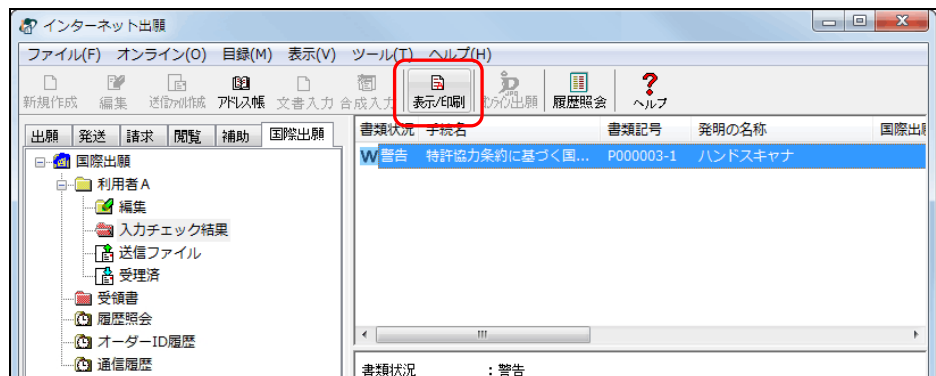 インターネット出願
ファイル(F) オンライン(O) 目録(M) 表示(V) ツール(T) ヘルプ(H)
新規作成 編集 送信ファイル作成 アドレス帳 文書入力 合成入力 表示/印刷 オンライン出願 履歴照会 ヘルプ
出願 発送 請求 閲覧 補助 国際出願
国際出願
利用者A
編集
入力チェック結果
送信ファイル
受理済
受領書
履歴照会
オーダーID履歴
通信履歴
書類状況 手続名 書類記号 発明の名称 国際出
W警告 特許協力条約に基づく国... P000003-1 ハンドスキャナ
書類状況 :警告